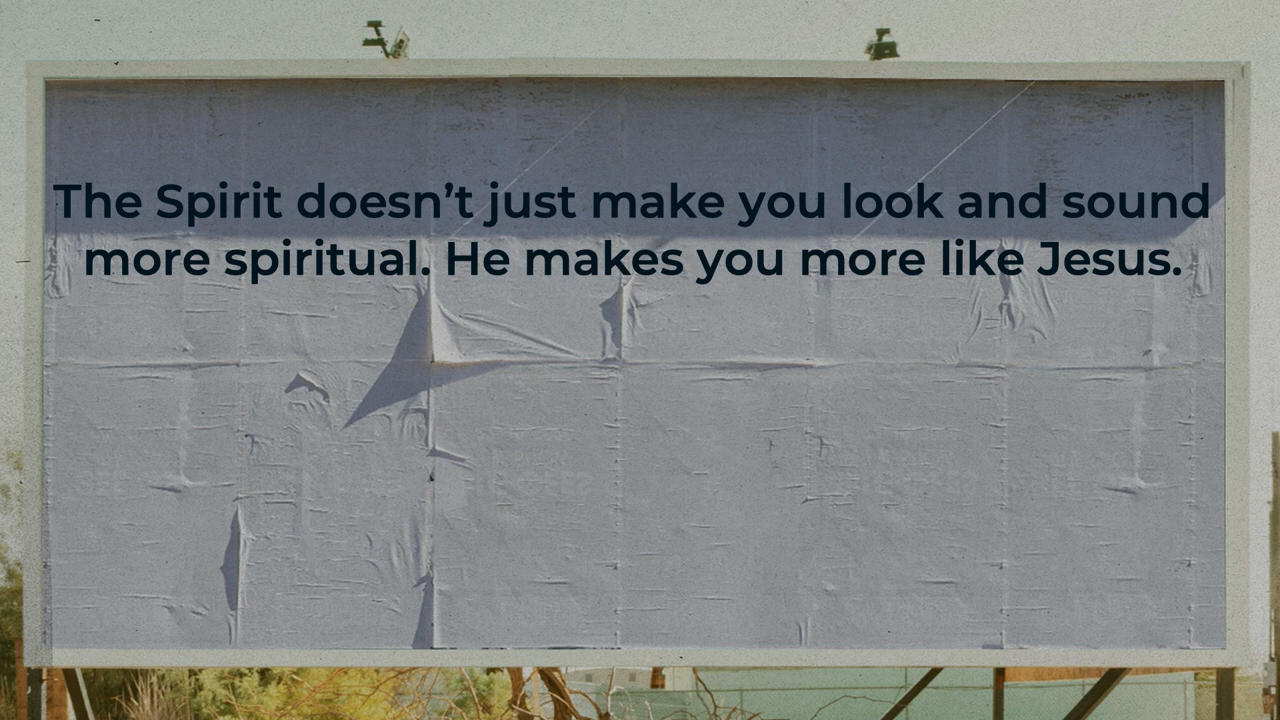 The Spirit doesn’t just make you look and sound
more spiritual. He makes you more like Jesus.